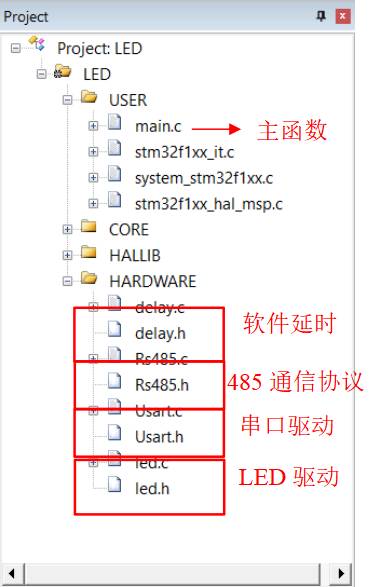 Project
Project: LED
LED
USER
main.c
主函数
stm32f1xx_it.c
system_stm32f1xx.c
stm32f1xx_hal_msp.c
CORE
HALLIB
HARDWARE
delay.c
软件延时
delay.h
Rs485.c
Rs485.h
485 通信协议
Usart.c
串口驱动
Usart.h
led.c
LED 驱动
led.h